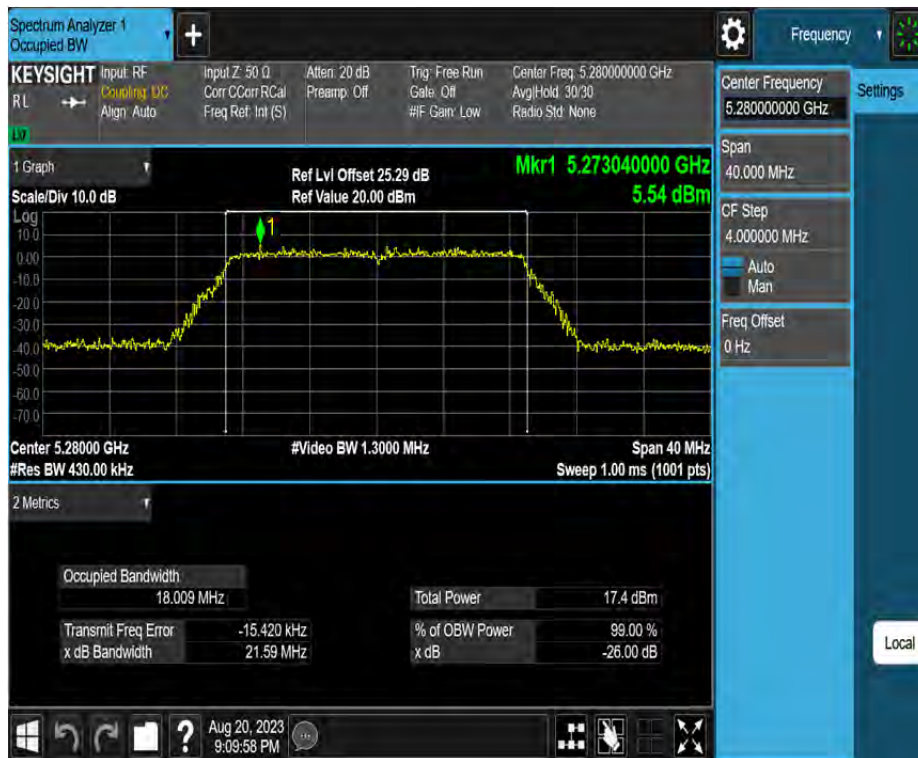 Spectrum Analyzer 1
Occupied BW
Frequency
KEYSIGHT
RL
LXI
Input: RF
Coupling: DC
Align: Auto
Input Z: 50 Ω
Corr CCorr RCal
Freq Ref: Int (S)
Atten: 20 dB
Preamp: Off
Trig: Free Run
Gate: Off
#IF Gain: Low
Center Freq: 5.280000000 GHz
Avg|Hold: 30/30
Radio Std: None
Center Frequency
5.280000000 GHz
Settings
Span
40.000 MHz
CF Step
4.000000 MHz
Auto
Man
Freq Offset
0 Hz
1 Graph
Scale/Div 10.0 dB
Ref Lvl Offset 25.29 dB
Ref Value 20.00 dBm
Mkr1 5.273040000 GHz
5.54 dBm
Log
10.0
0.00
-10.0
-20.0
-30.0
-40.0
-50.0
-60.0
-70.0
1
Center 5.28000 GHz
#Video BW 1.3000 MHz
Span 40 MHz
#Res BW 430.00 kHz
Sweep 1.00 ms (1001 pts)
2 Metrics
Occupied Bandwidth
18.009 MHz
Total Power 17.4 dBm
Transmit Freq Error -15.420 kHz
% of OBW Power 99.00 %
x dB Bandwidth 21.59 MHz
x dB -26.00 dB
Local
?
Aug 20, 2023
9:09:58 PM